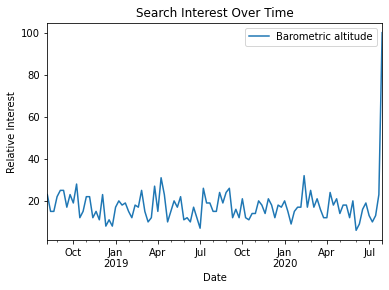 Search Interest Over Time
Barometric altitude
Relative Interest
100
80
60
40
20
Oct Jan Apr Jul Oct Jan Apr Jul
2019 2020
Date